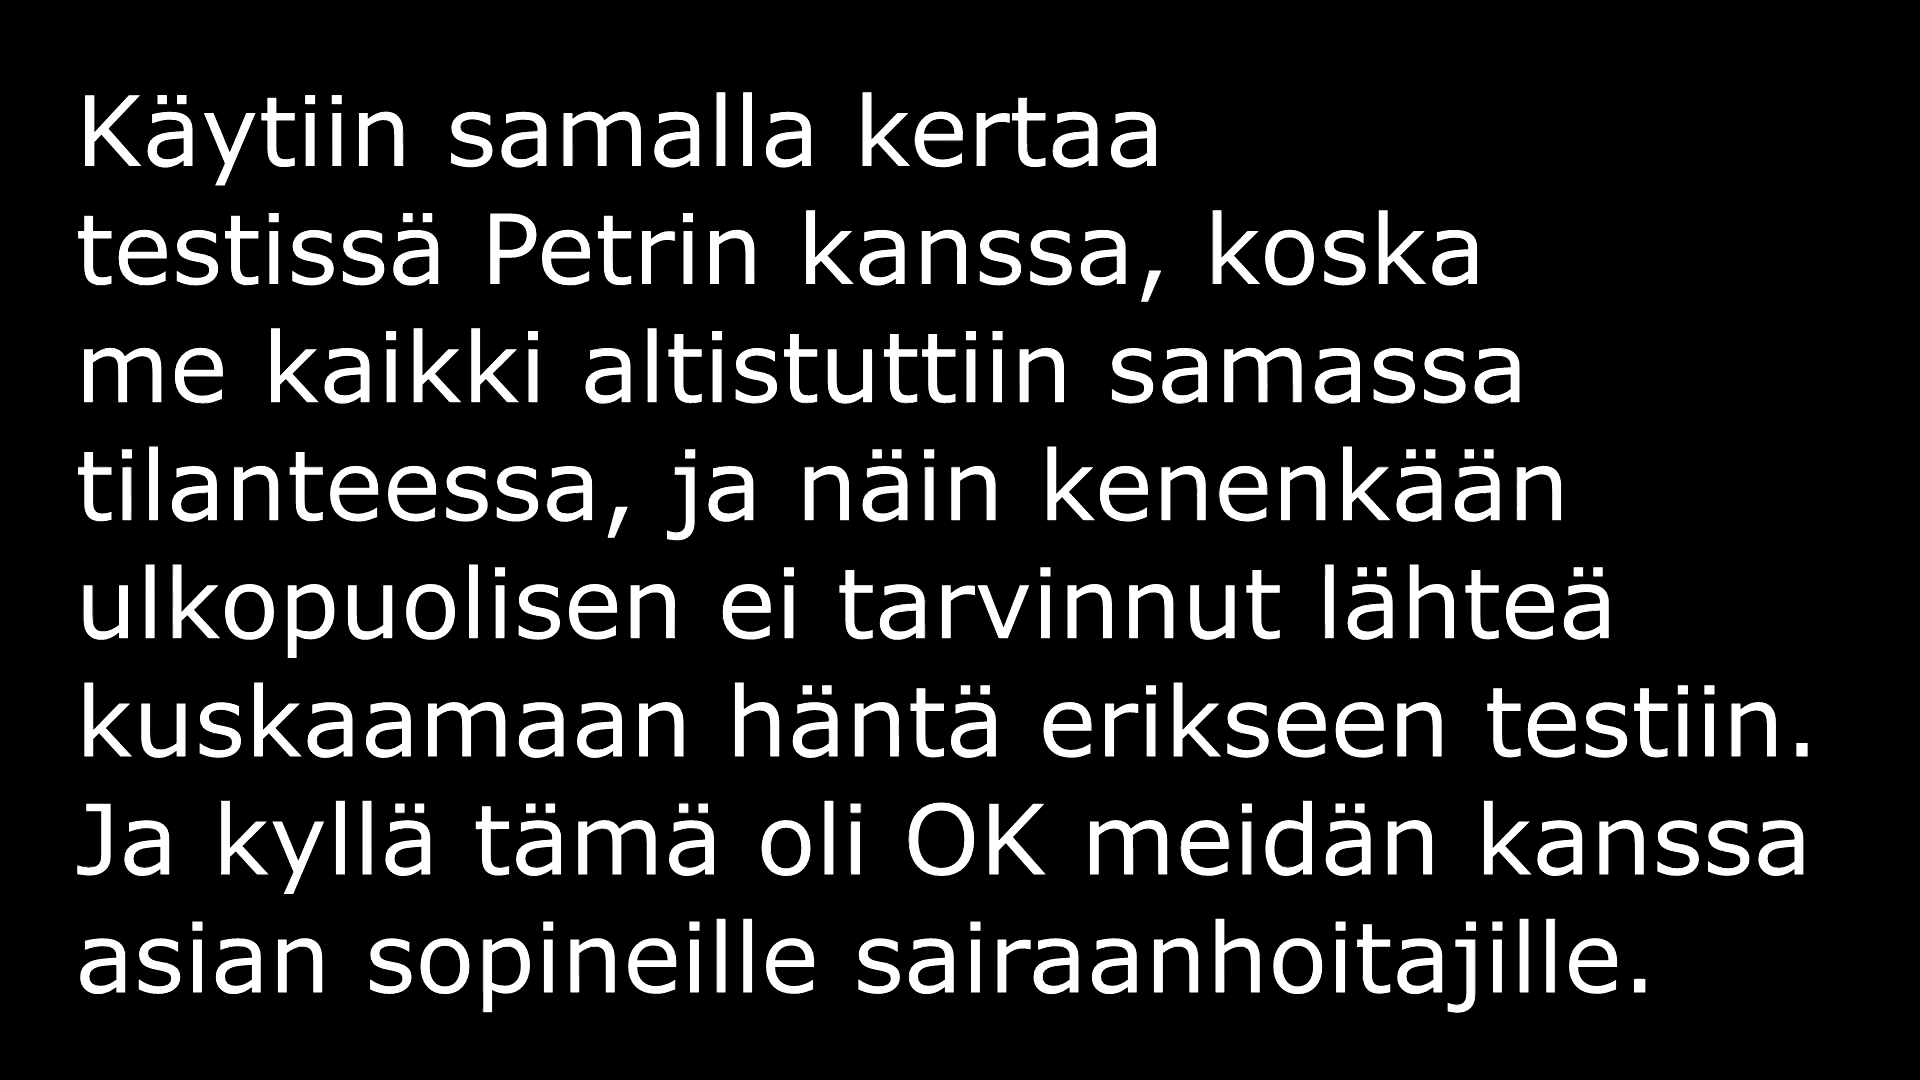 Käytiin samalla kertaa
testissä Petrin kanssa, koska
me kaikki altistuttiin samassa
tilanteessa, ja näin kenenkään
ulkopuolisen ei tarvinnut lähteä
kuskaamaan häntä erikseen testiin.
Ja kyllä tämä oli OK meidän kanssa
asian sopineille sairaanhoitajille.